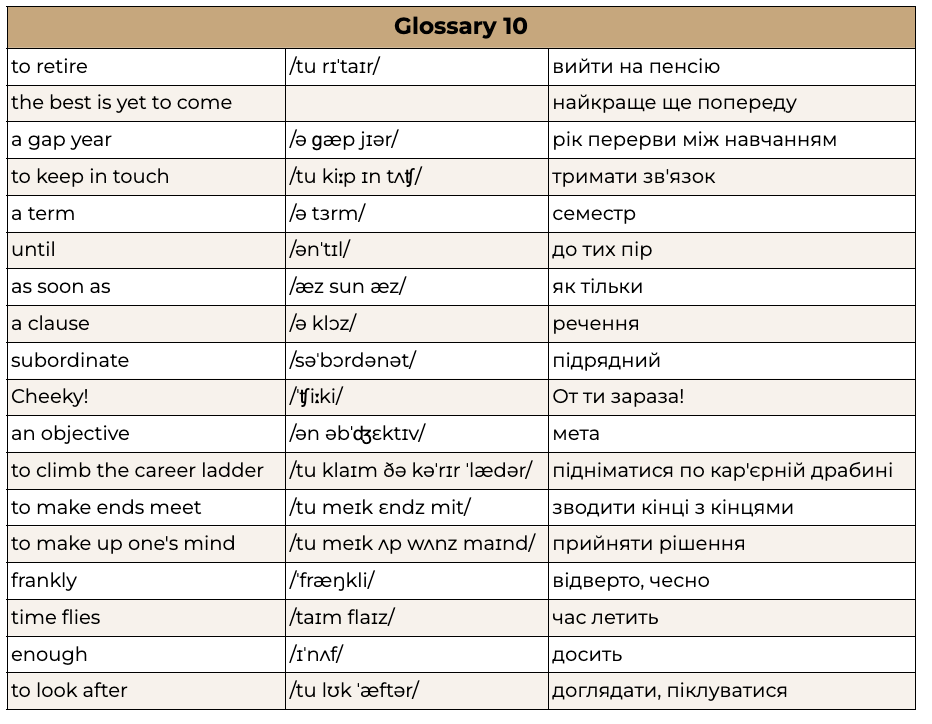 Glossary 10
to retire /tu rɪˈtaɪr/ вийти на пенсію
the best is yet to come найкраще ще попереду
a gap year /ə ɡæp jɪər/ рік перерви між навчанням
to keep in touch /tu kiːp ɪn tʌʧ/ тримати зв'язок
a term /ə tɜrm/ семестр
until /ənˈtɪl/ до тих пір
as soon as /æz sun æz/ як тільки
a clause /ə klɔz/ речення
subordinate /səˈbɔrdənət/ підрядний
Cheeky! /ˈʧiːki/ От ти зараза!
an objective /ən əbˈʤɛktɪv/ мета
to climb the career ladder /tu klaɪm ðə kəˈrɪr ˈlædər/ підніматися по кар'єрній драбині
to make ends meet /tu meɪk ɛndz mit/ зводити кінці з кінцями
to make up one's mind /tu meɪk ʌp wʌnz maɪnd/ прийняти рішення
frankly /ˈfræŋkli/ відверто, чесно
time flies /taɪm flaɪz/ час летить
enough /ɪˈnʌf/ досить
to look after /tu lʊk ˈæftər/ доглядати, піклуватися